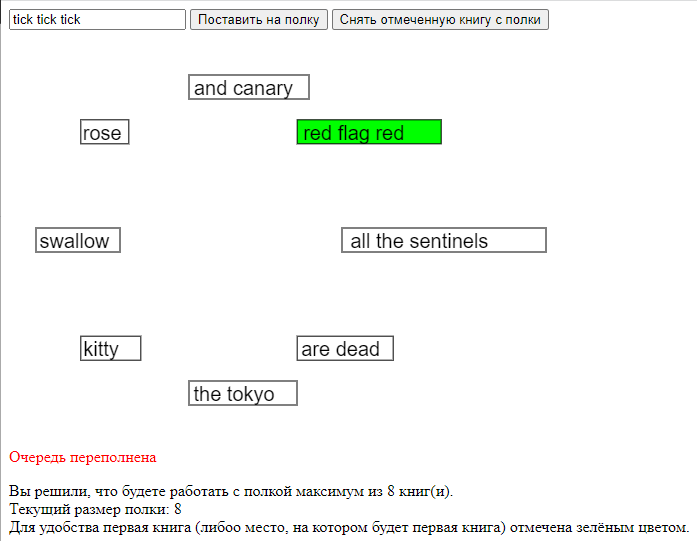 tick tick tick Поставить на полку Снять отмеченную книгу с полки
and canary
rose red flag red
swallow all the sentinels
kitty are dead
the tokyo
Очередь переполнена
Вы решили, что будете работать с полкой максимум из 8 книг(и).
Текущий размер полки: 8
Для удобства первая книга (либоо место, на котором будет первая книга) отмечена зелёным цветом.